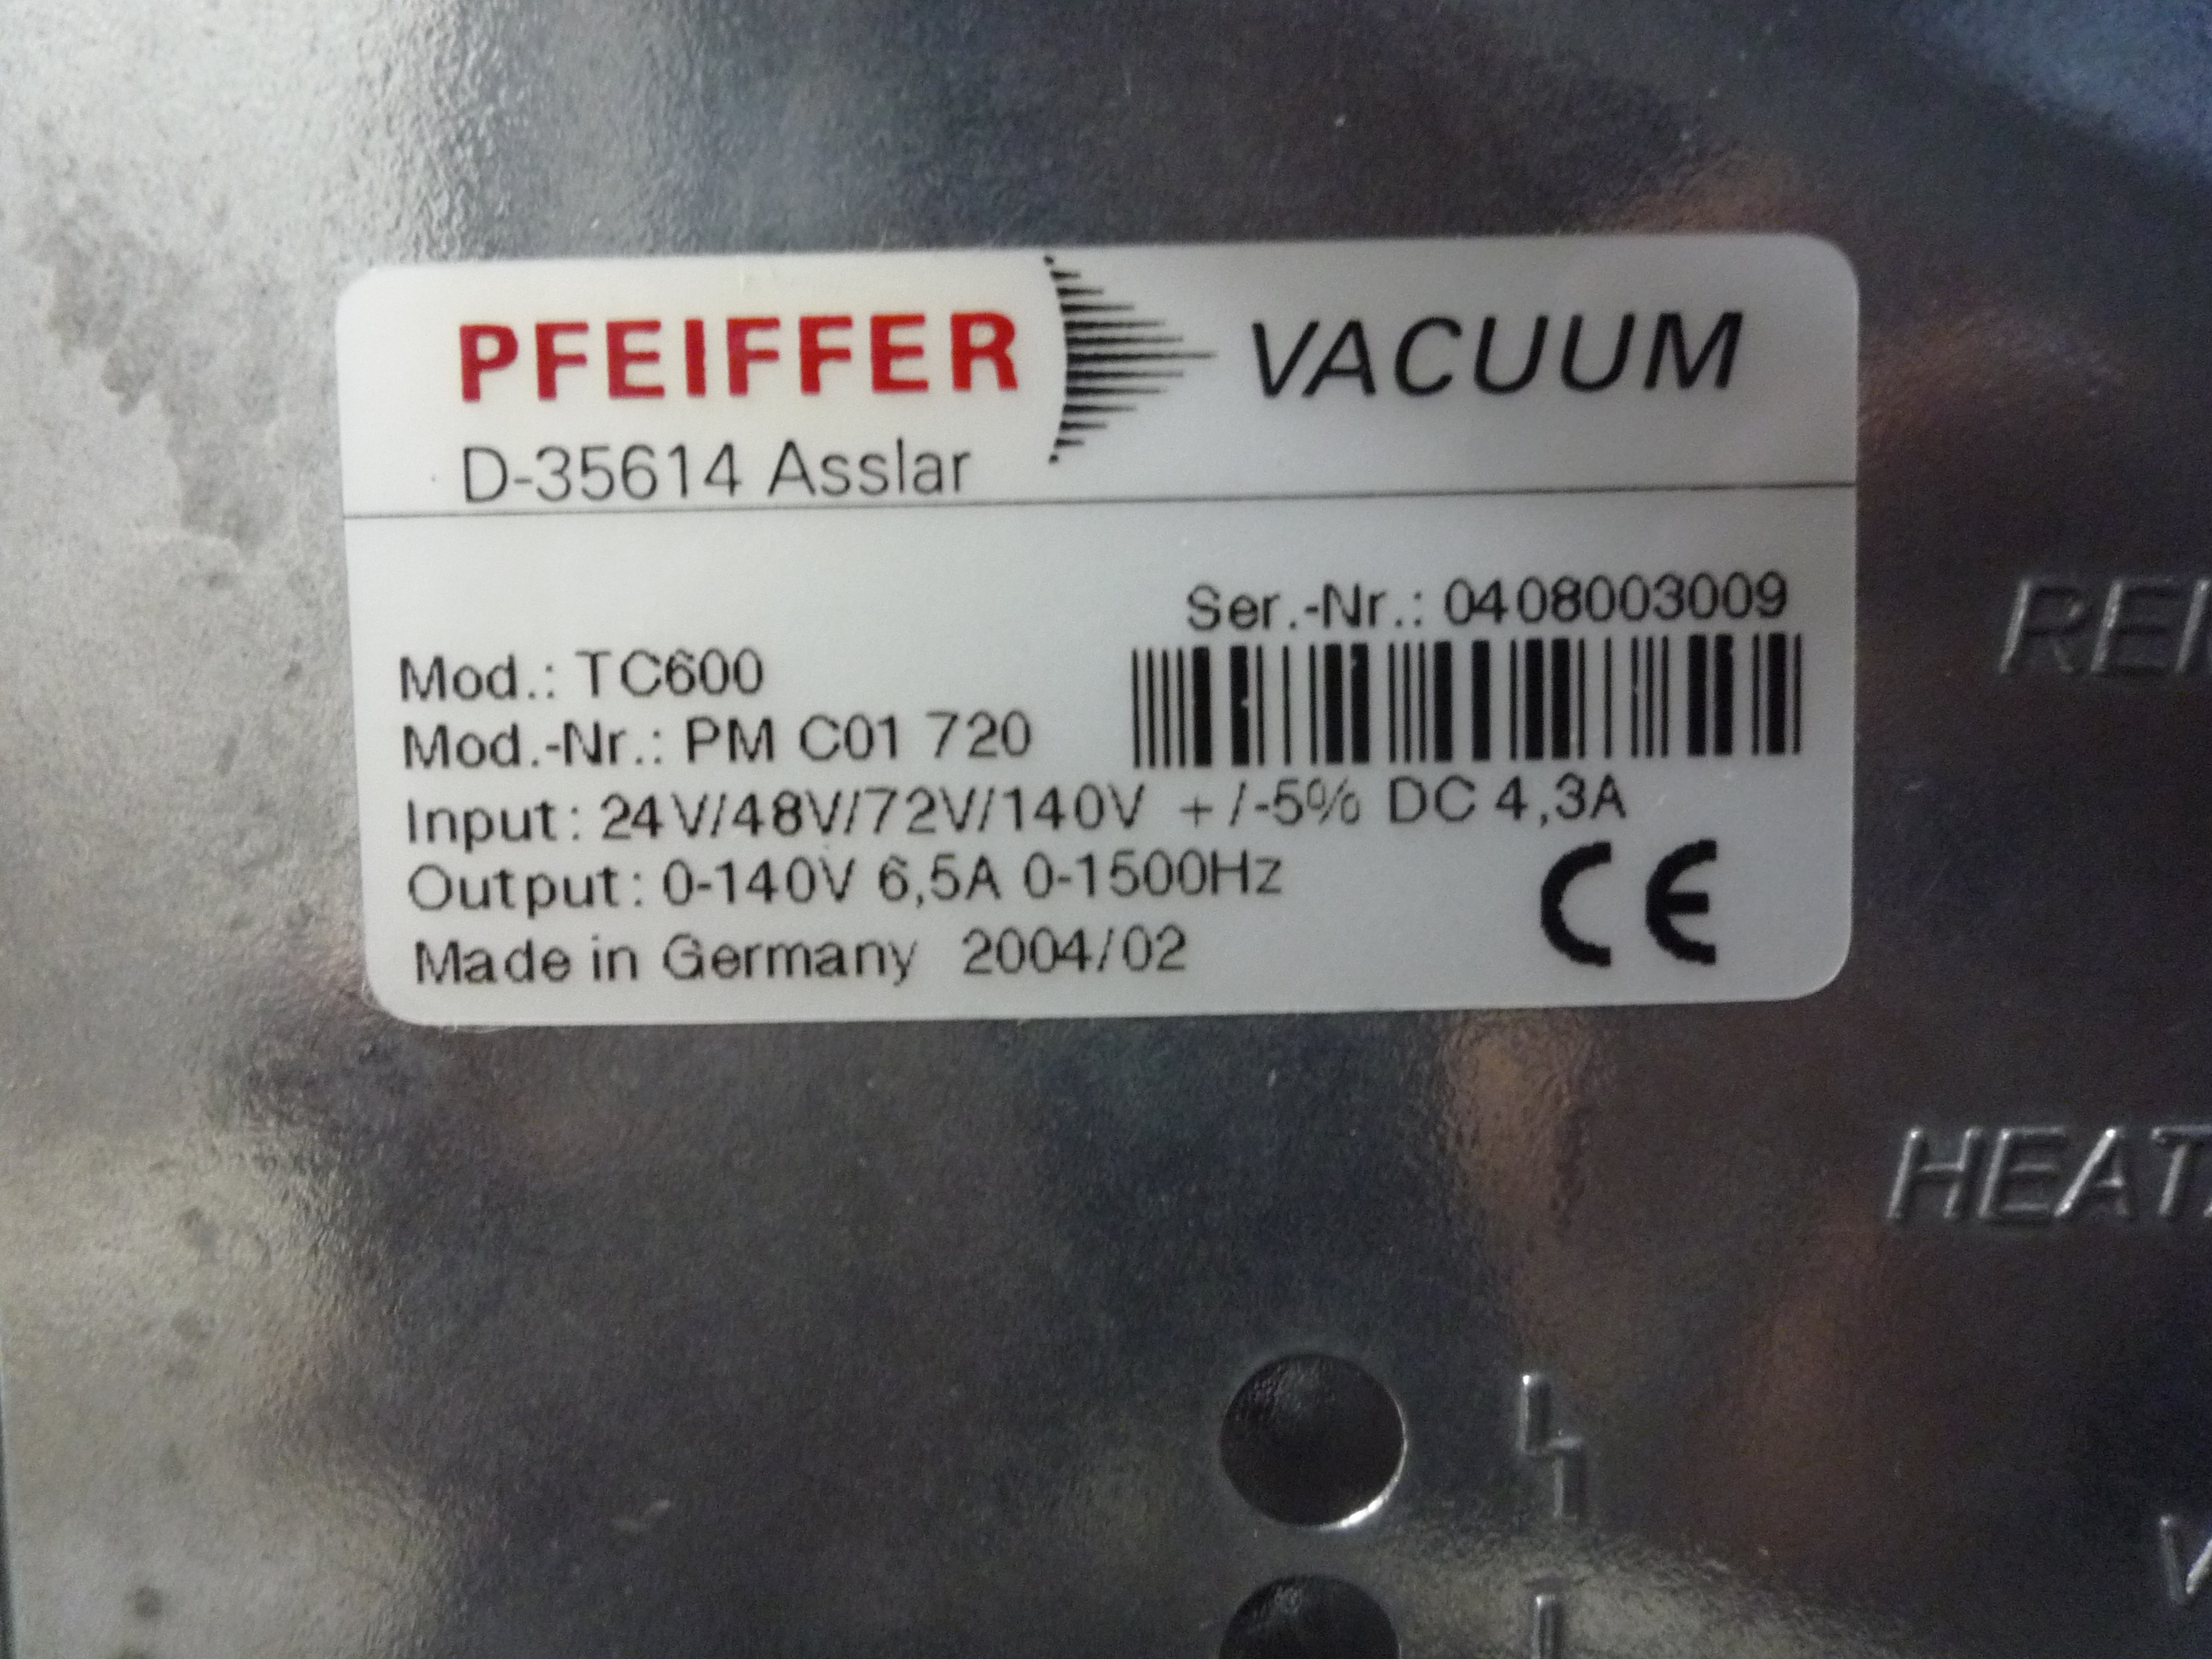 PFEIFFER VACUUM
D-35614 Asslar
Ser.-Nr.: 0408003009
Mod.: TC600
Mod.-Nr.: PM C01 720
Input: 24V/48V/72V/140V +/-5% DC 4,3A
Output: 0-140V 6,5A 0-1500Hz
Made in Germany 2004/02
CE